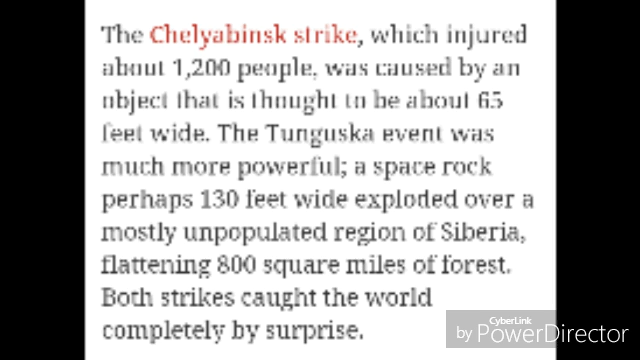 The Chelyabinsk strike, which injured
about 1,200 people, was caused by an
object that is thought to be about 65
feet wide. The Tunguska event was
much more powerful; a space rock
perhaps 130 feet wide exploded over a
mostly unpopulated region of Siberia,
flattening 800 square miles of forest.
Both strikes caught the world
completely by surprise.
CyberLink
by PowerDirector